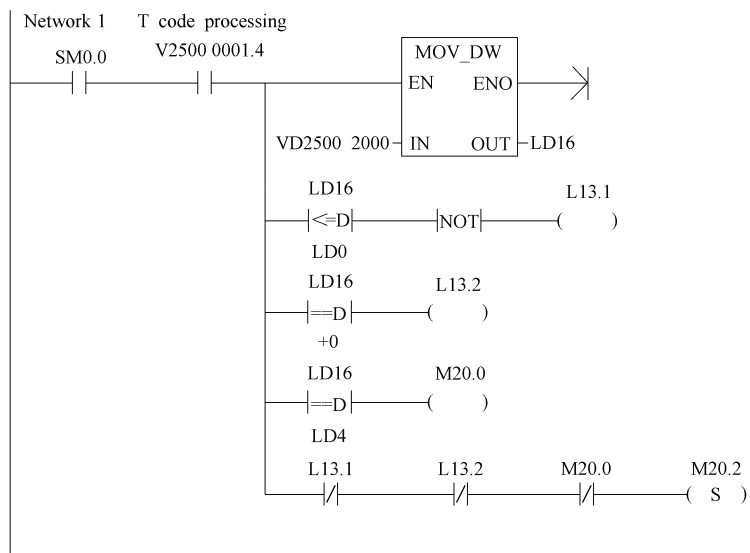 Network 1 T code processing
SM0.0
V2500 0001.4
MOV_DW
EN ENO
VD2500 2000 IN OUT LD16
LD16
<=D
LD0
NOT
L13.1
( )
LD16
==D
+0
L13.2
( )
LD16
==D
LD4
M20.0
( )
L13.1
/
L13.2
/
M20.0
/
M20.2
( S )